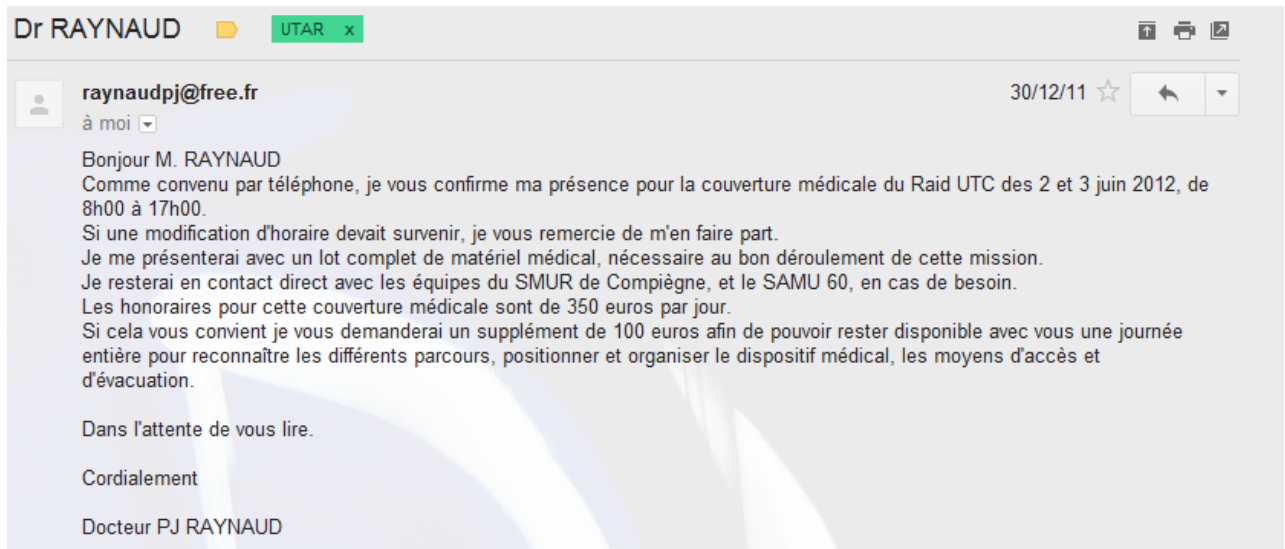 Dr RAYNAUD UTAR x
raynaudpj@free.fr 30/12/11
à moi
Bonjour M. RAYNAUD
Comme convenu par téléphone, je vous confirme ma présence pour la couverture médicale du Raid UTC des 2 et 3 juin 2012, de
8h00 à 17h00.
Si une modification d'horaire devait survenir, je vous remercie de m'en faire part.
Je me présenterai avec un lot complet de matériel médical, nécessaire au bon déroulement de cette mission.
Je resterai en contact direct avec les équipes du SMUR de Compiègne, et le SAMU 60, en cas de besoin.
Les honoraires pour cette couverture médicale sont de 350 euros par jour.
Si cela vous convient je vous demanderai un supplément de 100 euros afin de pouvoir rester disponible avec vous une journée
entière pour reconnaître les différents parcours, positionner et organiser le dispositif médical, les moyens d'accès et
d'évacuation.
Dans l'attente de vous lire.
Cordialement
Docteur PJ RAYNAUD